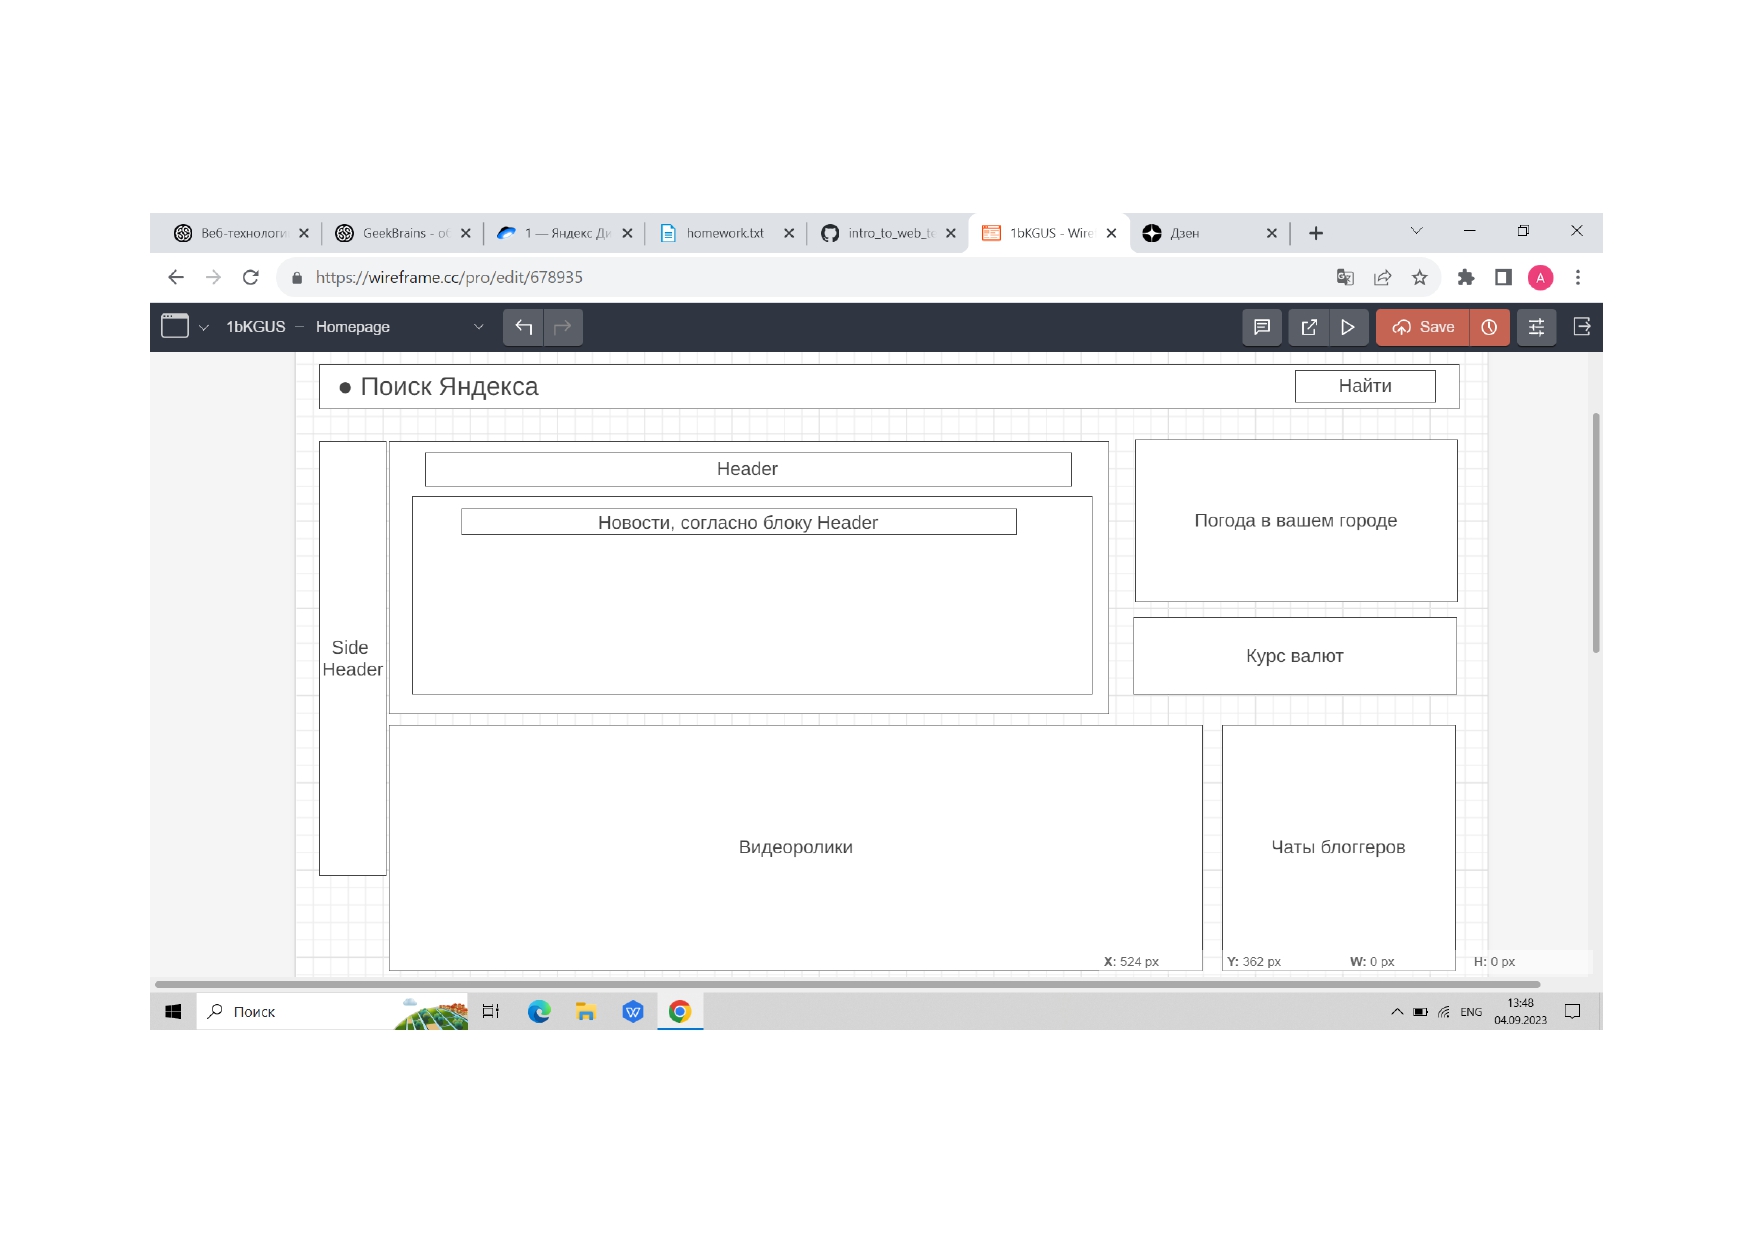 Веб-технологи
GeekBrains - об
1 — Яндекс Ди
homework.txt
intro_to_web_te
1bKGUS - Wire
Дзен
https://wireframe.cc/pro/edit/678935
A
1bKGUS – Homepage
Save
● Поиск Яндекса
Найти
Header
Новости, согласно блоку Header
Погода в вашем городе
Side
Header
Курс валют
Видеоролики
Чаты блоггеров
X: 524 px Y: 362 px W: 0 px H: 0 px
Поиск
ENG
13:48
04.09.2023